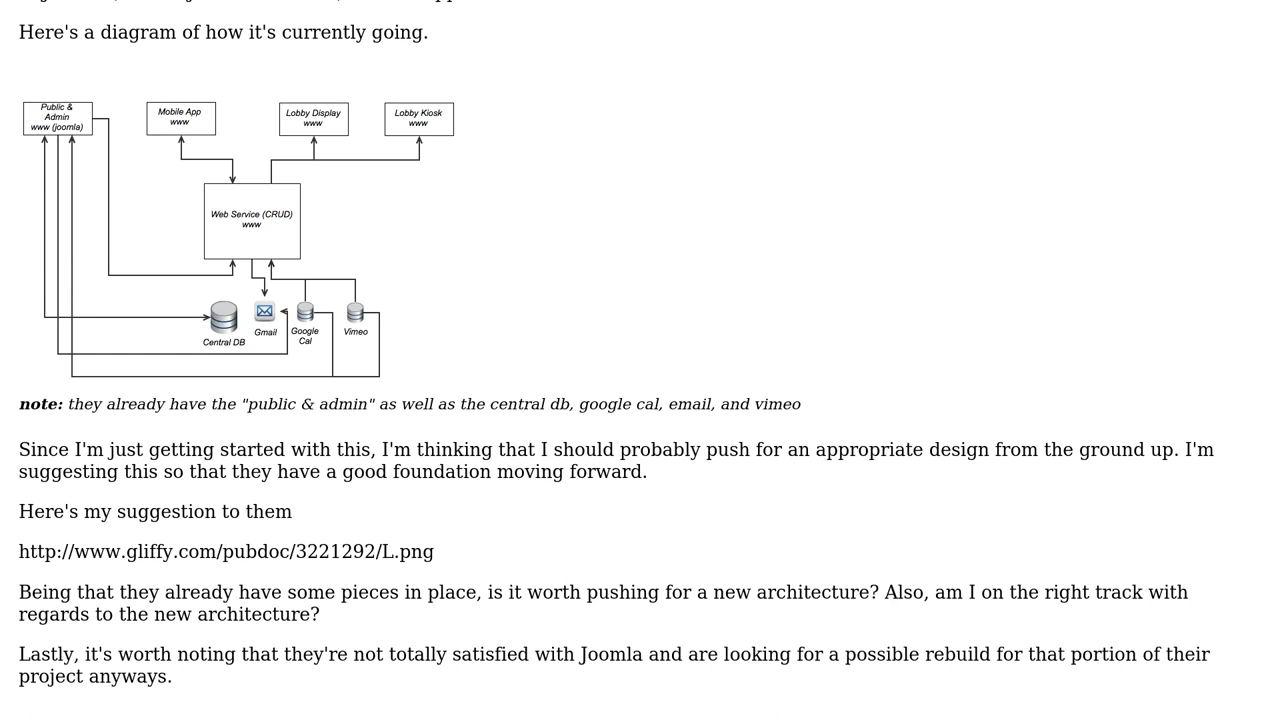 Here's a diagram of how it's currently going.
Public &
Admin
www (joomla)
Mobile App
www
Lobby Display
www
Lobby Kiosk
www
Web Service (CRUD)
www
Central DB
Gmail
Google
Cal
Vimeo
note: they already have the "public & admin" as well as the central db, google cal, email, and vimeo
Since I'm just getting started with this, I'm thinking that I should probably push for an appropriate design from the ground up. I'm
suggesting this so that they have a good foundation moving forward.
Here's my suggestion to them
http://www.gliffy.com/pubdoc/3221292/L.png
Being that they already have some pieces in place, is it worth pushing for a new architecture? Also, am I on the right track with
regards to the new architecture?
Lastly, it's worth noting that they're not totally satisfied with Joomla and are looking for a possible rebuild for that portion of their
project anyways.